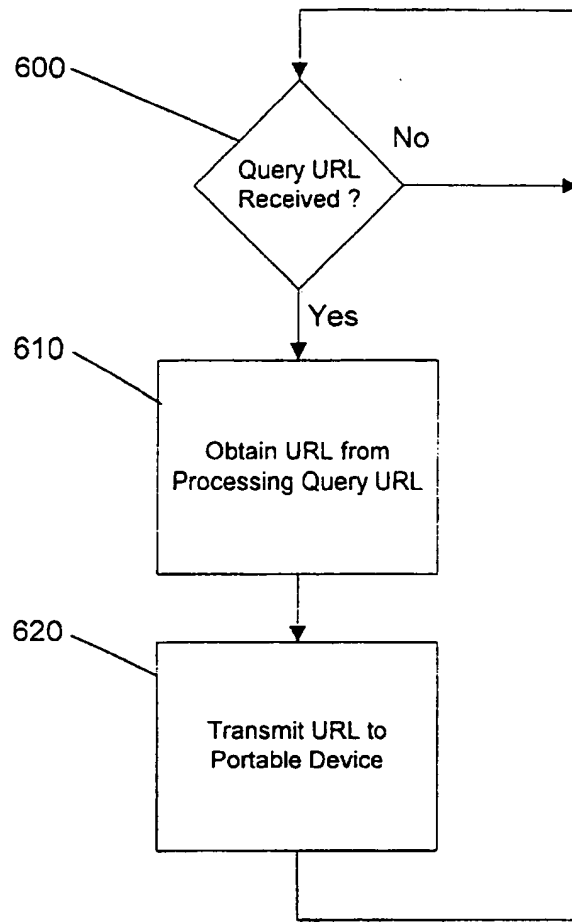 600
Query URL
Received ?
No
Yes
610
Obtain URL from
Processing Query URL
620
Transmit URL to
Portable Device